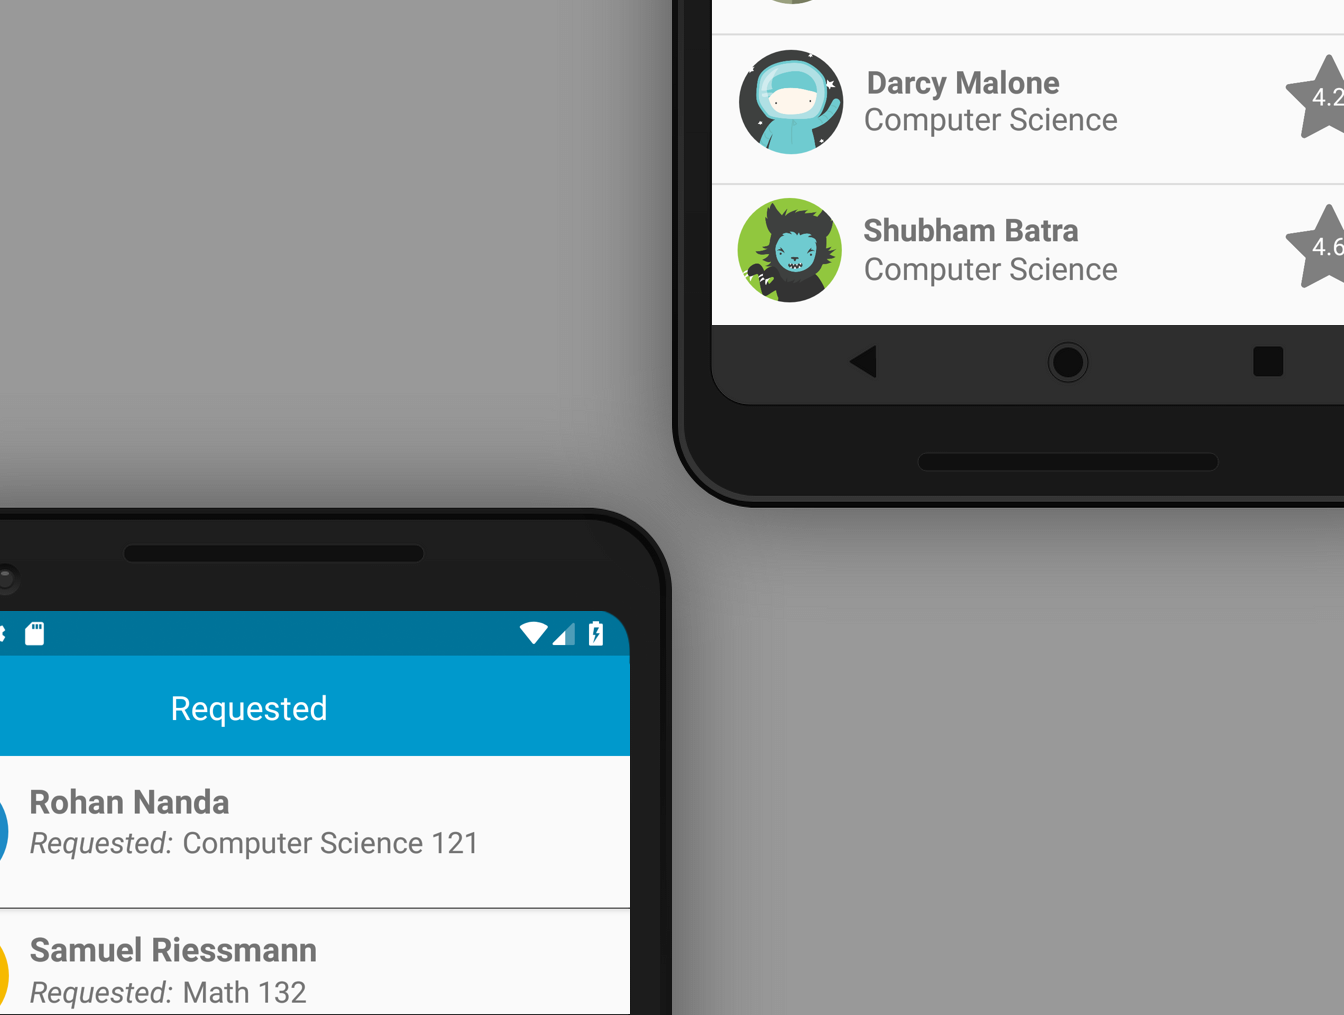 Darcy Malone
Computer Science
4.2
Shubham Batra
Computer Science
4.6
Requested
Rohan Nanda
Requested: Computer Science 121
Samuel Riessmann
Requested: Math 132